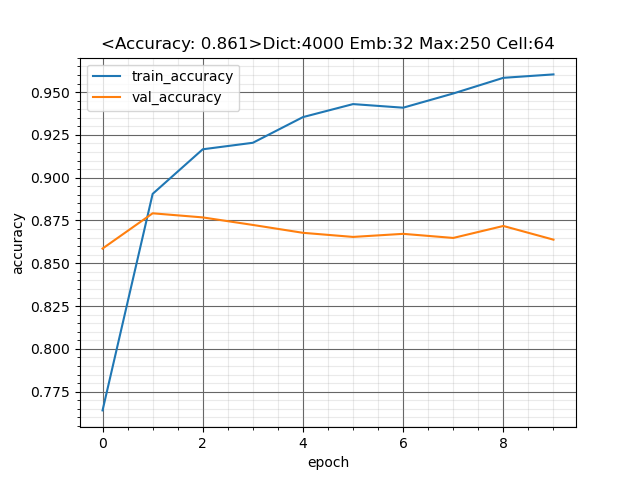 <Accuracy: 0.861>Dict:4000 Emb:32 Max:250 Cell:64
train_accuracy
val_accuracy
0.950
0.925
0.900
0.875
0.850
0.825
0.800
0.775
accuracy
0 2 4 6 8
epoch